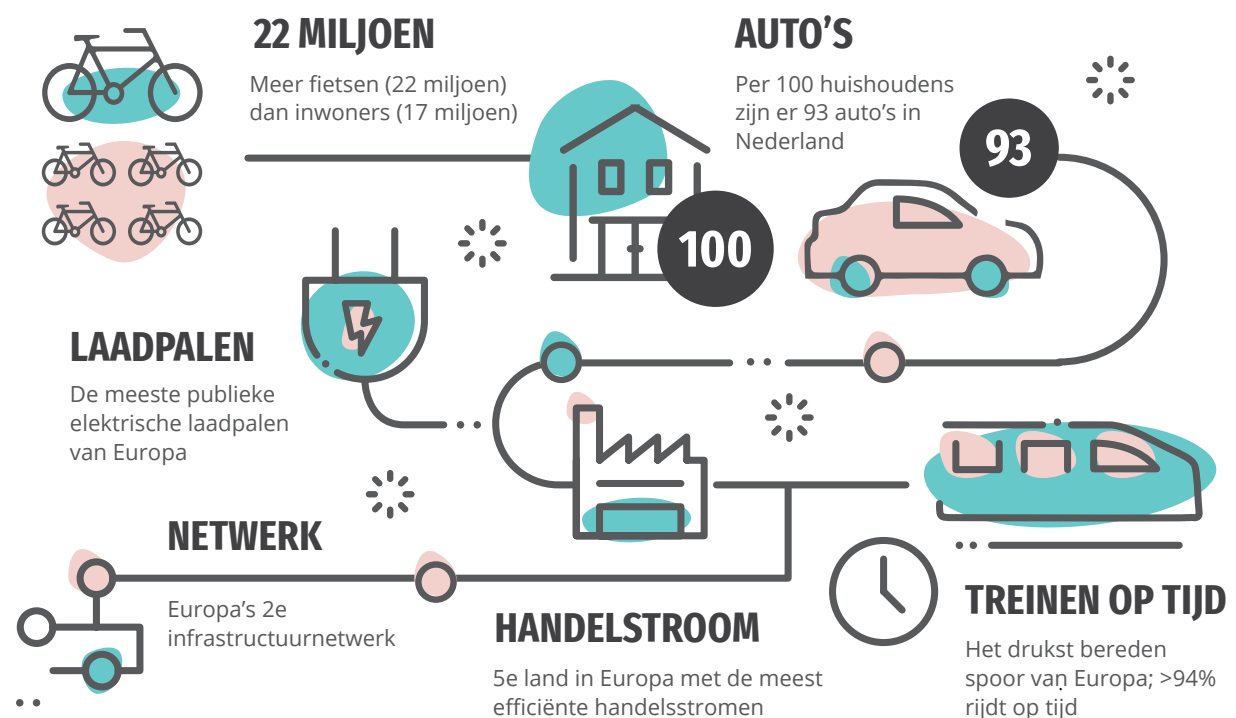 22 MILJOEN
Meer fietsen (22 miljoen)
dan inwoners (17 miljoen)
AUTO’S
Per 100 huishoudens
zijn er 93 auto’s in
Nederland
93
100
LAADPALEN
De meeste publieke
elektrische laadpalen
van Europa
NETWERK
Europa’s 2e
infrastructuurnetwerk
HANDELSTROOM
5e land in Europa met de meest
efficiënte handelsstromen
TREINEN OP TIJD
Het drukst bereden
spoor van Europa; >94%
rijdt op tijd